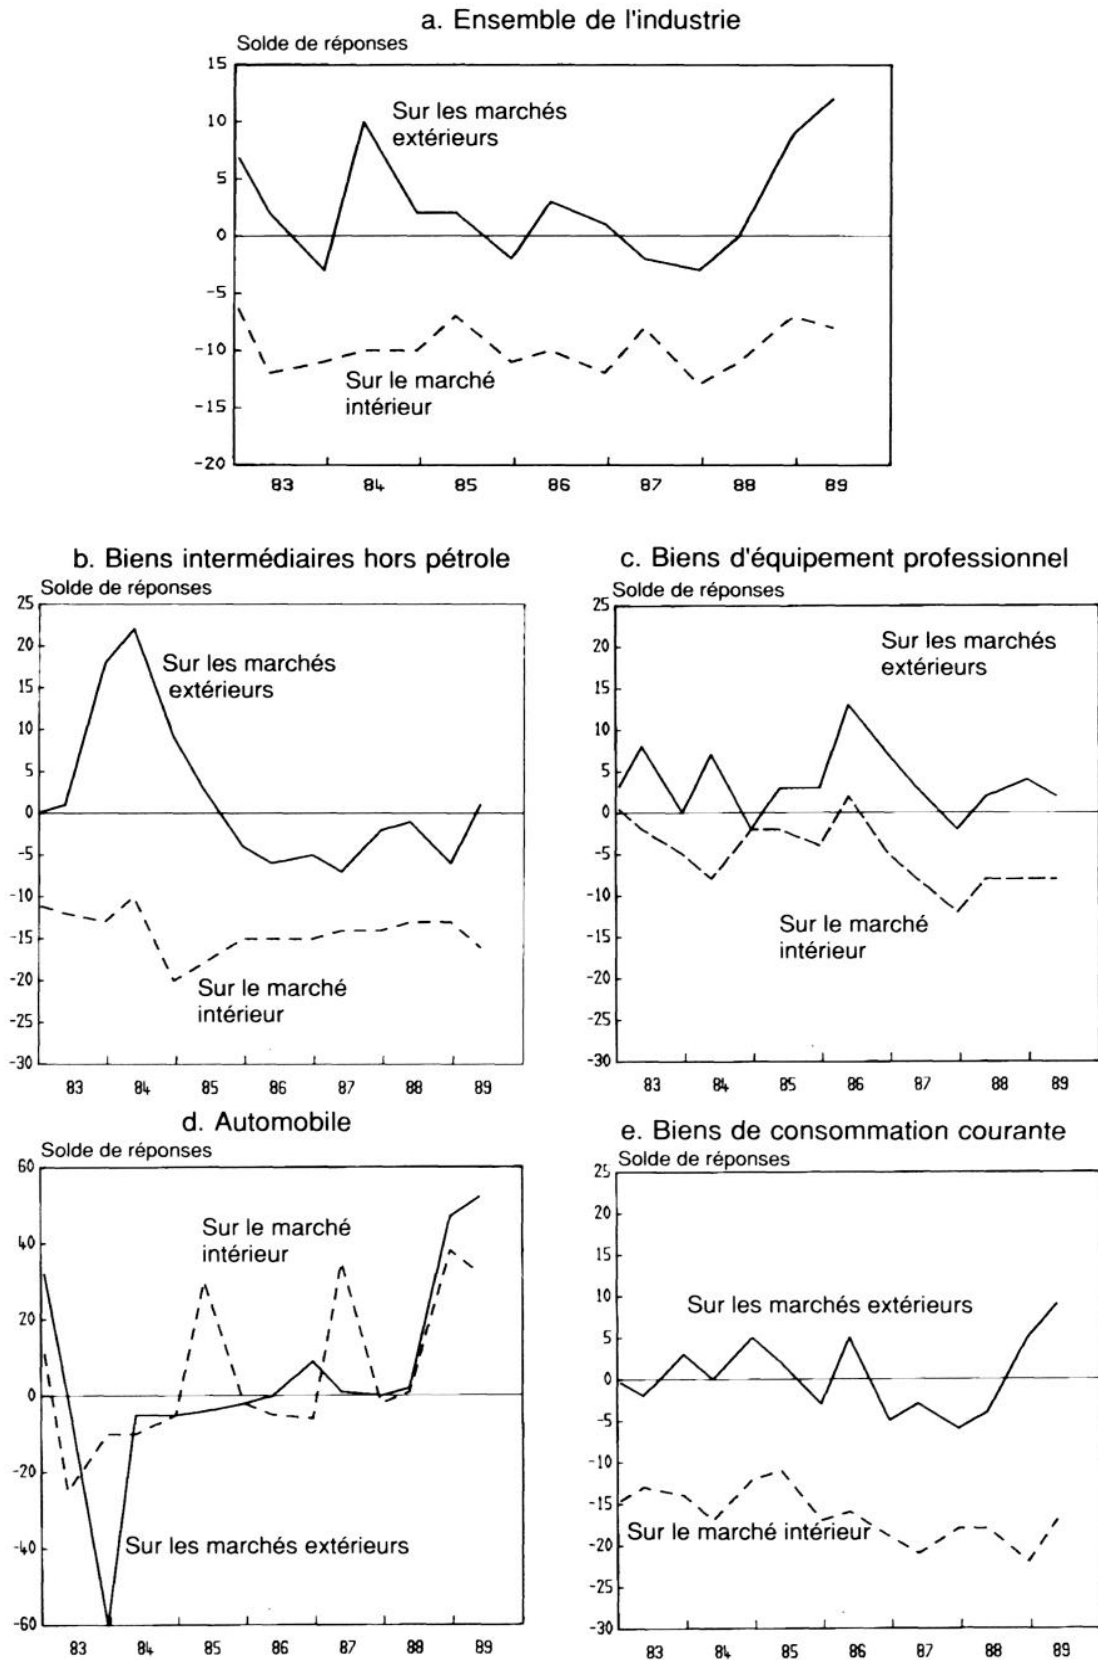 a. Ensemble de l'industrie
Solde de réponses
15
10
5
0
-5
-10
-15
-20
Sur les marchés
extérieurs
Sur le marché
intérieur
83 84 85 86 87 88 89
b. Biens intermédiaires hors pétrole
Solde de réponses
25
20
15
10
5
0
-5
-10
-15
-20
-25
-30
Sur les marchés
extérieurs
Sur le marché
intérieur
83 84 85 86 87 88 89
c. Biens d'équipement professionnel
Solde de réponses
25
20
15
10
5
0
-5
-10
-15
-20
-25
-30
Sur les marchés
extérieurs
Sur le marché
intérieur
83 84 85 86 87 88 89
d. Automobile
Solde de réponses
60
40
20
0
-20
-40
-60
Sur le marché
intérieur
Sur les marchés extérieurs
83 84 85 86 87 88 89
e. Biens de consommation courante
Solde de réponses
25
20
15
10
5
0
-5
-10
-15
-20
-25
-30
Sur les marchés extérieurs
Sur le marché intérieur
83 84 85 86 87 88 89